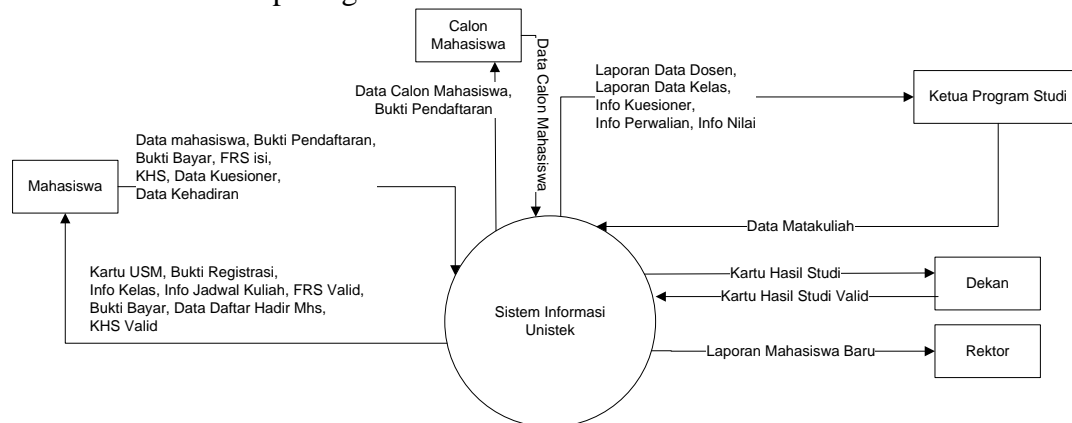 Calon
Mahasiswa
Data Calon Mahasiswa
Data Calon Mahasiswa,
Bukti Pendaftaran
Laporan Data Dosen,
Laporan Data Kelas,
Info Kuesioner,
Info Perwalian, Info Nilai
Ketua Program Studi
Data mahasiswa, Bukti Pendaftaran,
Bukti Bayar, FRS isi,
KHS, Data Kuesioner,
Data Kehadiran
Mahasiswa
Data Matakuliah
Kartu USM, Bukti Registrasi,
Info Kelas, Info Jadwal Kuliah, FRS Valid,
Bukti Bayar, Data Daftar Hadir Mhs,
KHS Valid
Sistem Informasi
Unistek
Kartu Hasil Studi
Kartu Hasil Studi Valid
Dekan
Laporan Mahasiswa Baru
Rektor